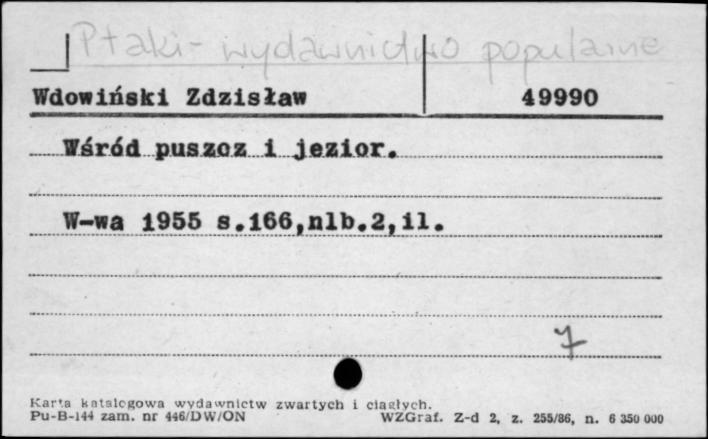 Ptaki - wydawnictwo popularne
Wdowiński Zdzisław 49990
Wśród puszcz i jezior.
W-wa 1955 s.166,nlb.2,il.
7
Karta katalogowa wydawnictw zwartych i ciągłych.
Pu-B-144 zam. nr 446/DW/ON WZGraf. Z-d 2, z. 255/86, n. 6 350 000